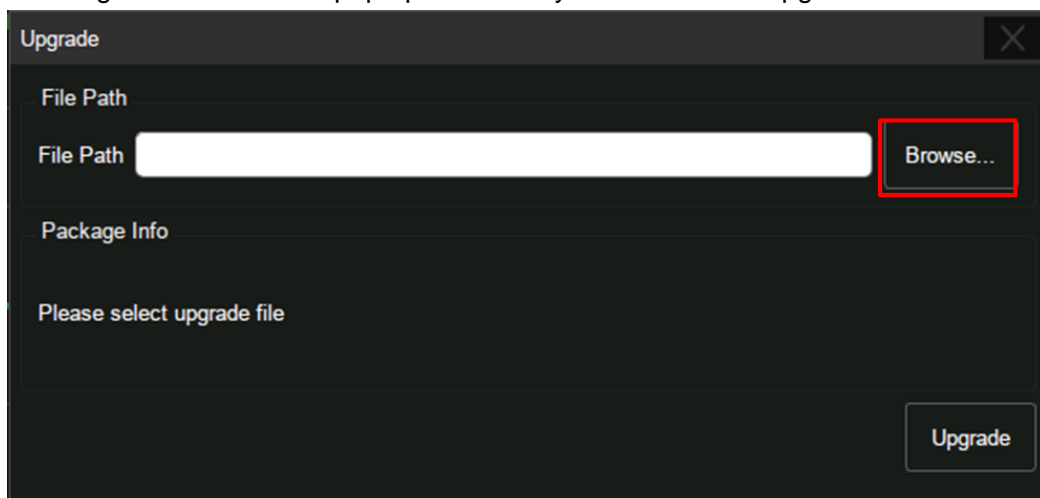 Upgrade
File Path
File Path
Browse...
Package Info
Please select upgrade file
Upgrade